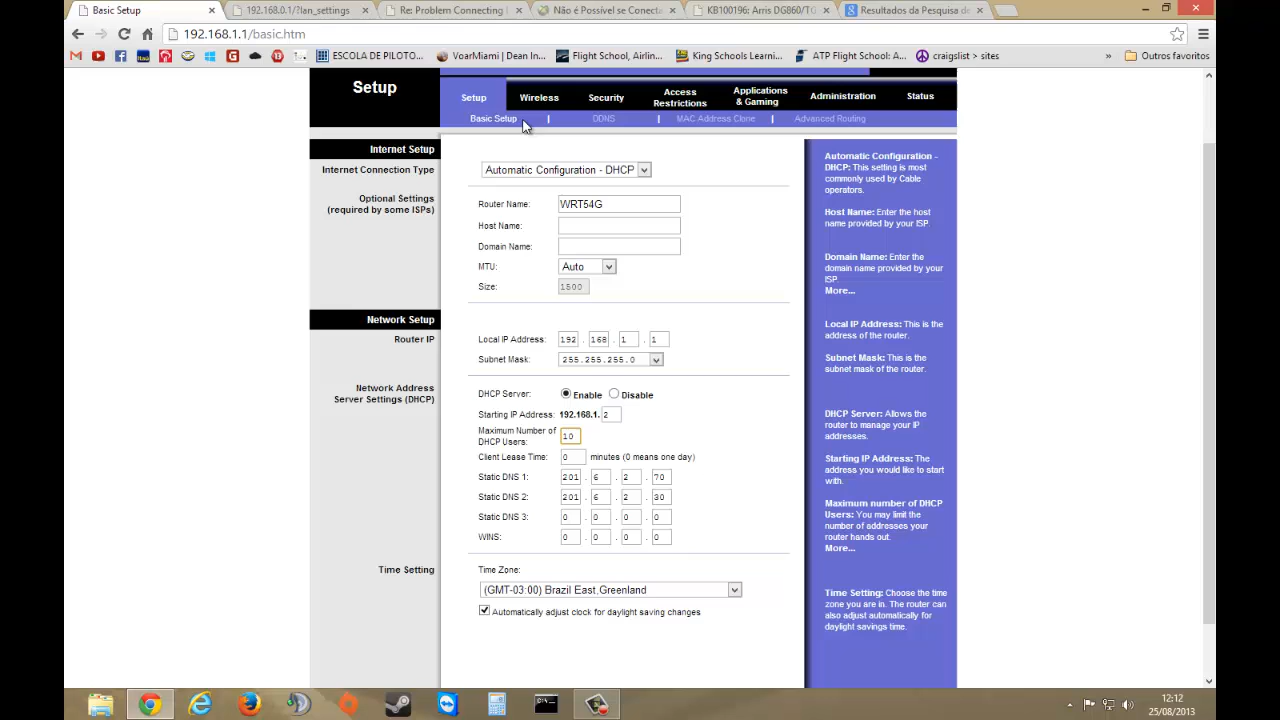 Basic Setup
192.168.0.1/?lan_settings
Re: Problem Connecting
Não é Possível se Conecta
KB100196: Arris DG860/TG
Resultados da Pesquisa de
192.168.1.1/basic.htm
ESCOLA DE PILOTO...
VoarMiami | Dean In...
Flight School, Airlin...
King Schools Learni...
ATP Flight School: A...
craigslist > sites
»
Outros favoritos
Setup
Setup
Wireless
Security
Access Restrictions
Applications & Gaming
Administration
Status
Basic Setup | DDNS | MAC Address Clone | Advanced Routing
Internet Setup
Internet Connection Type
Automatic Configuration - DHCP
Optional Settings
(required by some ISPs)
Router Name: WRT54G
Host Name:
Domain Name:
MTU: Auto
Size: 1500
Network Setup
Router IP
Local IP Address: 192 . 168 . 1 . 1
Subnet Mask: 255.255.255.0
Network Address
Server Settings (DHCP)
DHCP Server: Enable Disable
Starting IP Address: 192.168.1. 2
Maximum Number of
DHCP Users: 10
Client Lease Time: 0 minutes (0 means one day)
Static DNS 1: 201 . 6 . 2 . 70
Static DNS 2: 201 . 6 . 2 . 30
Static DNS 3: 0 . 0 . 0 . 0
WINS: 0 . 0 . 0 . 0
Time Setting
Time Zone:
(GMT-03:00) Brazil East,Greenland
Automatically adjust clock for daylight saving changes
Automatic Configuration -
DHCP: This setting is most
commonly used by Cable
operators.
Host Name: Enter the host
name provided by your ISP.
Domain Name: Enter the
domain name provided by your
ISP.
More...
Local IP Address: This is the
address of the router.
Subnet Mask: This is the
subnet mask of the router.
DHCP Server: Allows the
router to manage your IP
addresses.
Starting IP Address: The
address you would like to start
with.
Maximum number of DHCP
Users: You may limit the
number of addresses your
router hands out.
More...
Time Setting: Choose the time
zone you are in. The router can
also adjust automatically for
daylight savings time.
12:12
25/08/2013